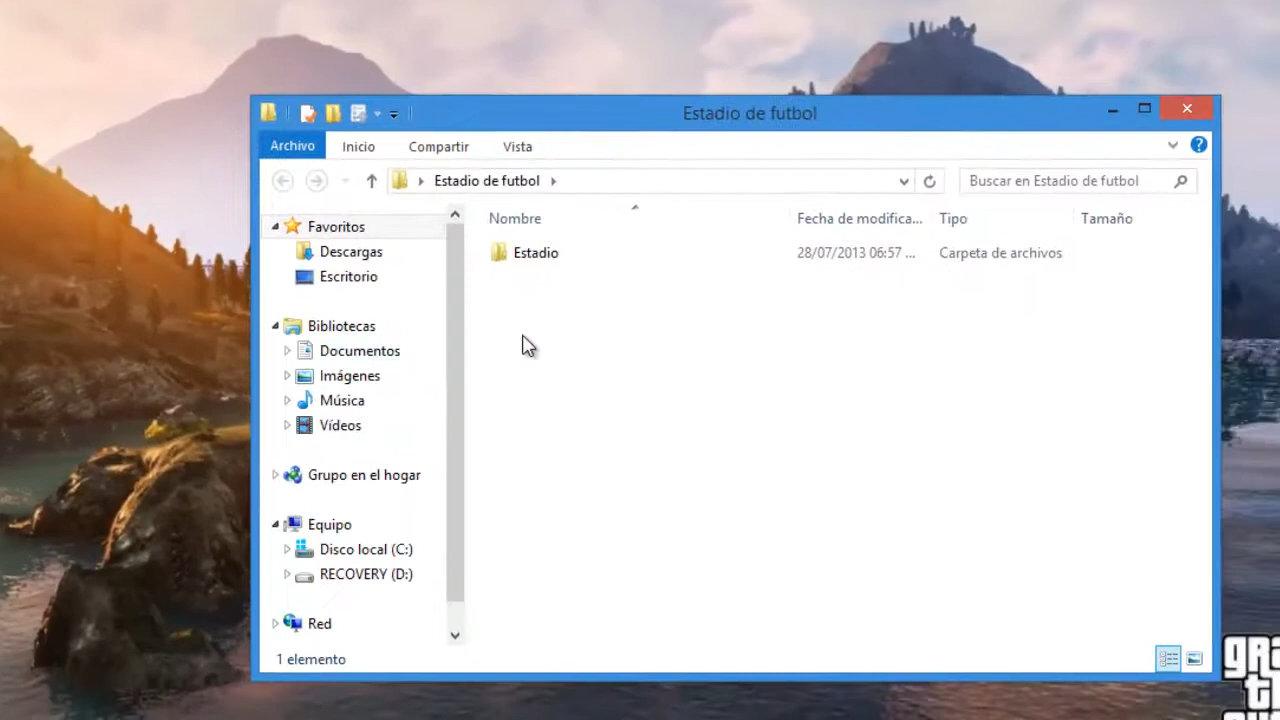 Estadio de futbol
Archivo Inicio Compartir Vista
Estadio de futbol
Buscar en Estadio de futbol
Nombre Fecha de modifica... Tipo Tamaño
Estadio 28/07/2013 06:57 ... Carpeta de archivos
Favoritos
Descargas
Escritorio
Bibliotecas
Documentos
Imágenes
Música
Vídeos
Grupo en el hogar
Equipo
Disco local (C:)
RECOVERY (D:)
Red
1 elemento